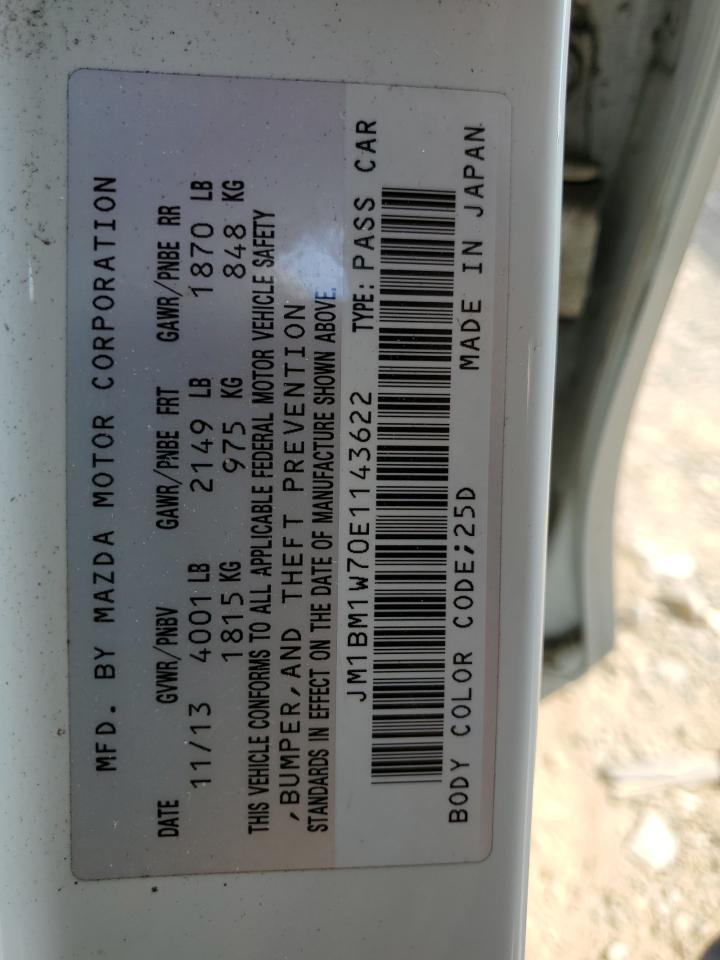 MFD. BY MAZDA MOTOR CORPORATION
DATE GVWR/PNBV GAWR/PNBE FRT GAWR/PNBE RR
11/13 4001 LB 2149 LB 1870 LB
1815 KG 975 KG 848 KG
THIS VEHICLE CONFORMS TO ALL APPLICABLE FEDERAL MOTOR VEHICLE SAFETY
,BUMPER,AND THEFT PREVENTION
STANDARDS IN EFFECT ON THE DATE OF MANUFACTURE SHOWN ABOVE.
JM1BM1W70E1143622 TYPE: PASS CAR
BODY COLOR CODE;25D MADE IN JAPAN